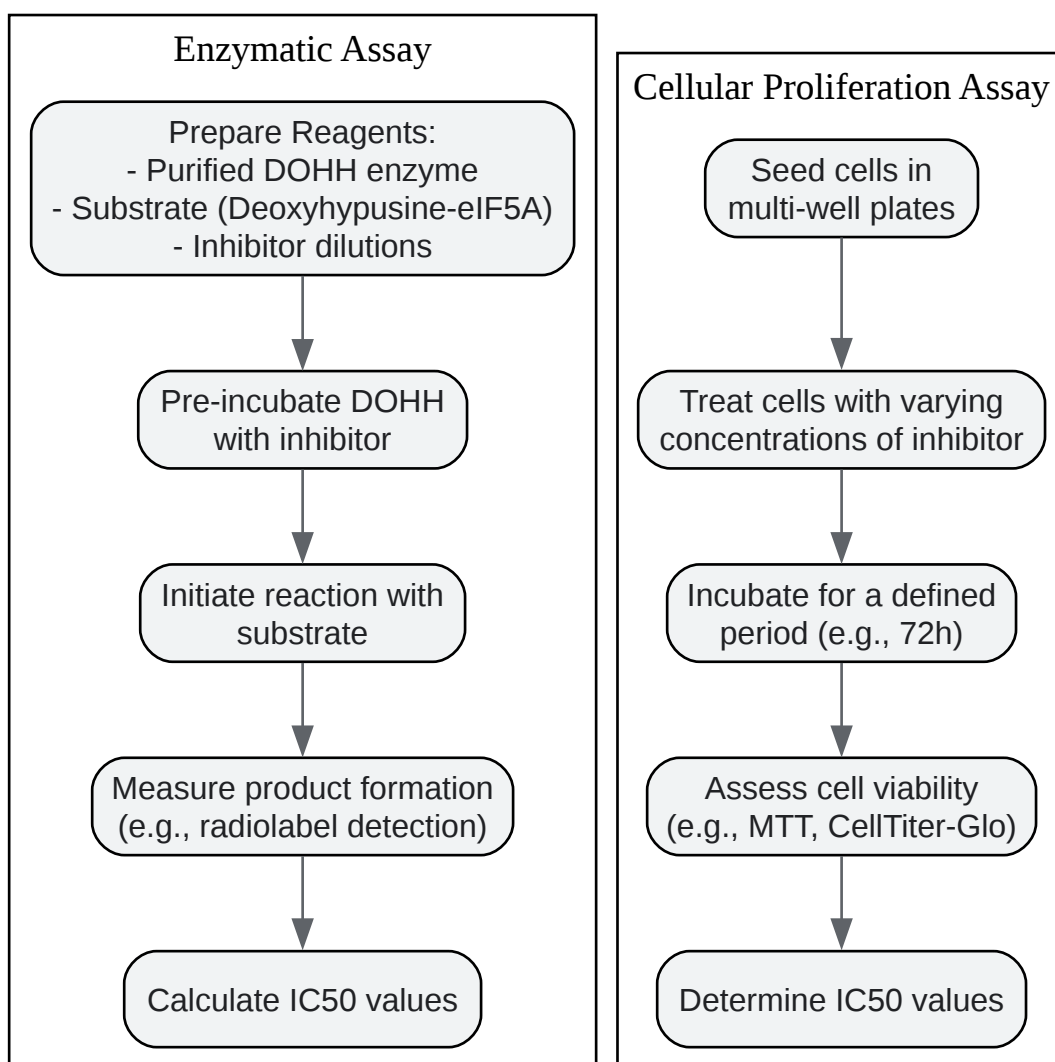 Enzymatic Assay
Prepare Reagents:
- Purified DOHH enzyme
- Substrate (Deoxyhypusine-eIF5A)
- Inhibitor dilutions
Pre-incubate DOHH
with inhibitor
Initiate reaction with
substrate
Measure product formation
(e.g., radiolabel detection)
Calculate IC50 values
Cellular Proliferation Assay
Seed cells in
multi-well plates
Treat cells with varying
concentrations of inhibitor
Incubate for a defined
period (e.g., 72h)
Assess cell viability
(e.g., MTT, CellTiter-Glo)
Determine IC50 values